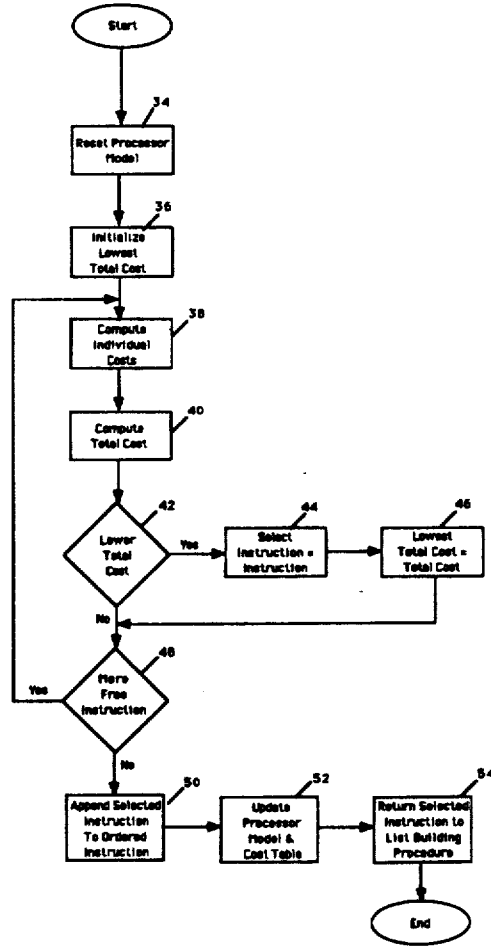 Start
34
Reset Processor
Model
36
Initialize
Lowest
Total Cost
38
Compute
Individual
Costs
40
Compute
Total Cost
42
Lower
Total
Cost
Yes
44
Select
Instruction =
Instruction
46
Lowest
Total Cost =
Total Cost
No
48
More
Free
Instruction
Yes
No
50
Append Selected
Instruction
To Ordered
Instruction
52
Update
Processor
Model &
Cost Table
54
Return Selected
Instruction to
List Building
Procedure
End